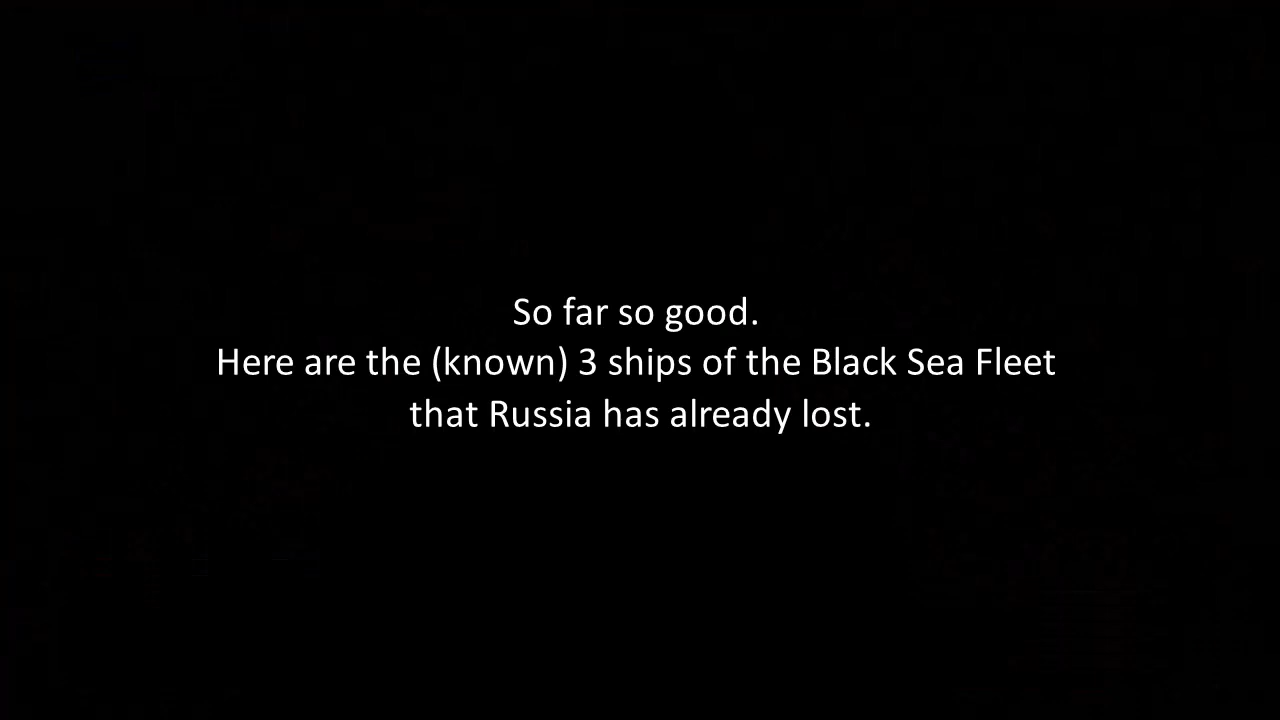 So far so good.
Here are the (known) 3 ships of the Black Sea Fleet
that Russia has already lost.